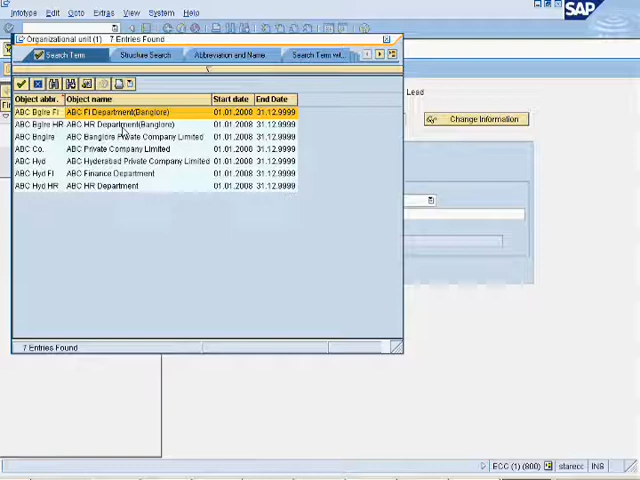 Infotype Edit Goto Extras View System Help
SAP
Organizational unit (1) 7 Entries Found
Search Term Structure Search Abbreviation and Name Search Term wit..
Object abbr. Object name Start date End Date
ABC Bglre FI ABC FI Department(Banglore) 01.01.2008 31.12.9999
ABC Bglre HR ABC HR Department(Banglore) 01.01.2008 31.12.9999
ABC Bnglre ABC Banglore Private Company Limited 01.01.2008 31.12.9999
ABC Co. ABC Private Company Limited 01.01.2008 31.12.9999
ABC Hyd ABC Hyderabad Private Company Limited 01.01.2008 31.12.9999
ABC Hyd FI ABC Finance Department 01.01.2008 31.12.9999
ABC Hyd HR ABC HR Department 01.01.2008 31.12.9999
Lead
Change Information
Fin
7 Entries Found
ECC (1) (800) starecc INS